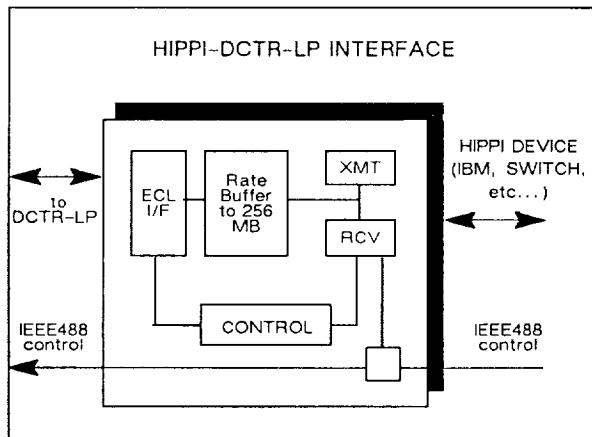 HIPPI-DCTR-LP INTERFACE
HIPPI DEVICE
(IBM, SWITCH,
etc...)
to
DCTR-LP
ECL
I/F
Rate
Buffer
to 256
MB
XMT
RCV
CONTROL
IEEE488
control
IEEE488
control